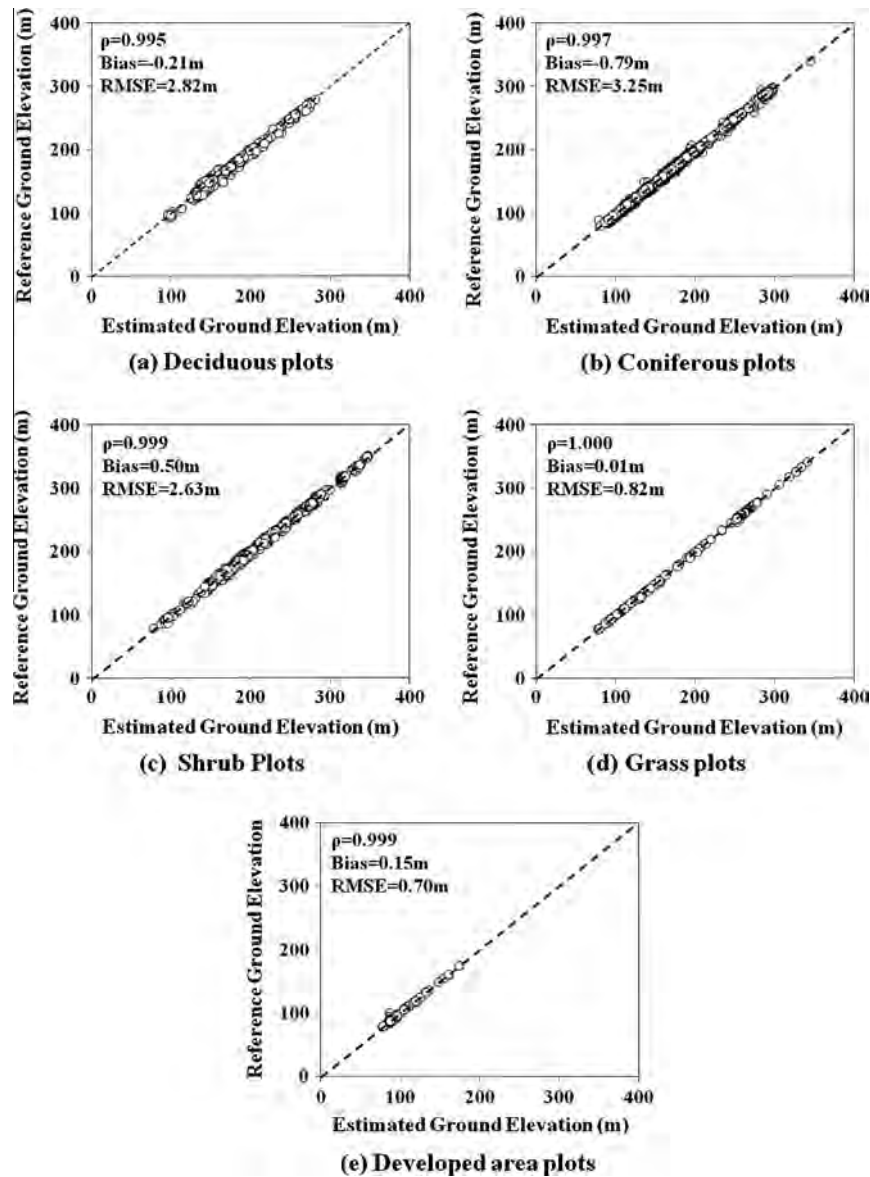 Reference Ground Elevation (m)
400
300
200
100
0
ρ=0.995
Bias=-0.21m
RMSE=2.82m
0 100 200 300 400
Estimated Ground Elevation (m)
(a) Deciduous plots
Reference Ground Elevation (m)
400
300
200
100
0
ρ=0.997
Bias=-0.79m
RMSE=3.25m
0 100 200 300 400
Estimated Ground Elevation (m)
(b) Coniferous plots
Reference Ground Elevation (m)
400
300
200
100
0
ρ=0.999
Bias=0.50m
RMSE=2.63m
0 100 200 300 400
Estimated Ground Elevation (m)
(c) Shrub Plots
Reference Ground Elevation (m)
400
300
200
100
0
ρ=1.000
Bias=0.01m
RMSE=0.82m
0 100 200 300 400
Estimated Ground Elevation (m)
(d) Grass plots
Reference Ground Elevation
400
300
200
100
0
ρ=0.999
Bias=0.15m
RMSE=0.70m
0 100 200 300 400
Estimated Ground Elevation (m)
(e) Developed area plots